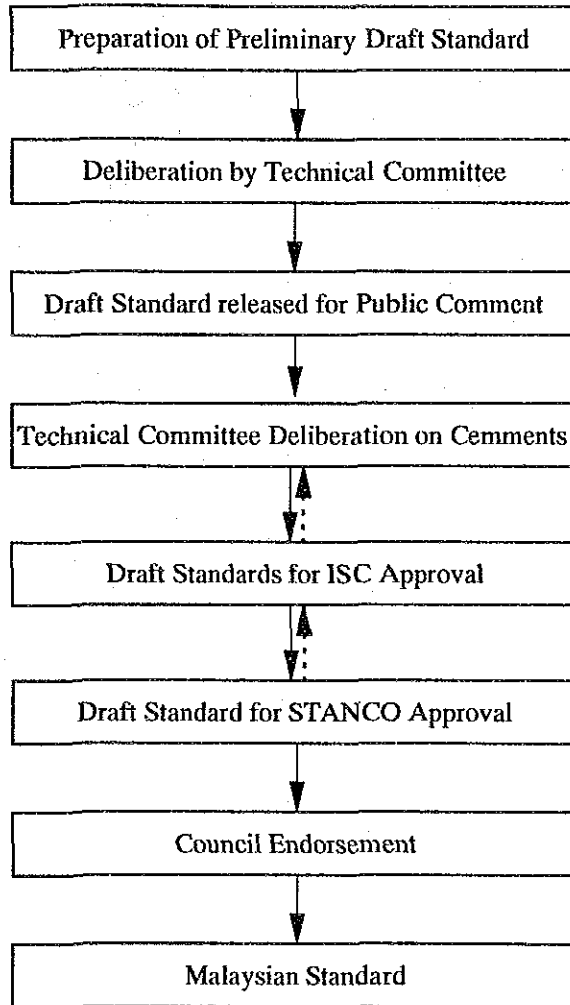 Preparation of Preliminary Draft Standard
Deliberation by Technical Committee
Draft Standard released for Public Comment
Technical Committee Deliberation on Cemments
Draft Standards for ISC Approval
Draft Standard for STANCO Approval
Council Endorsement
Malaysian Standard